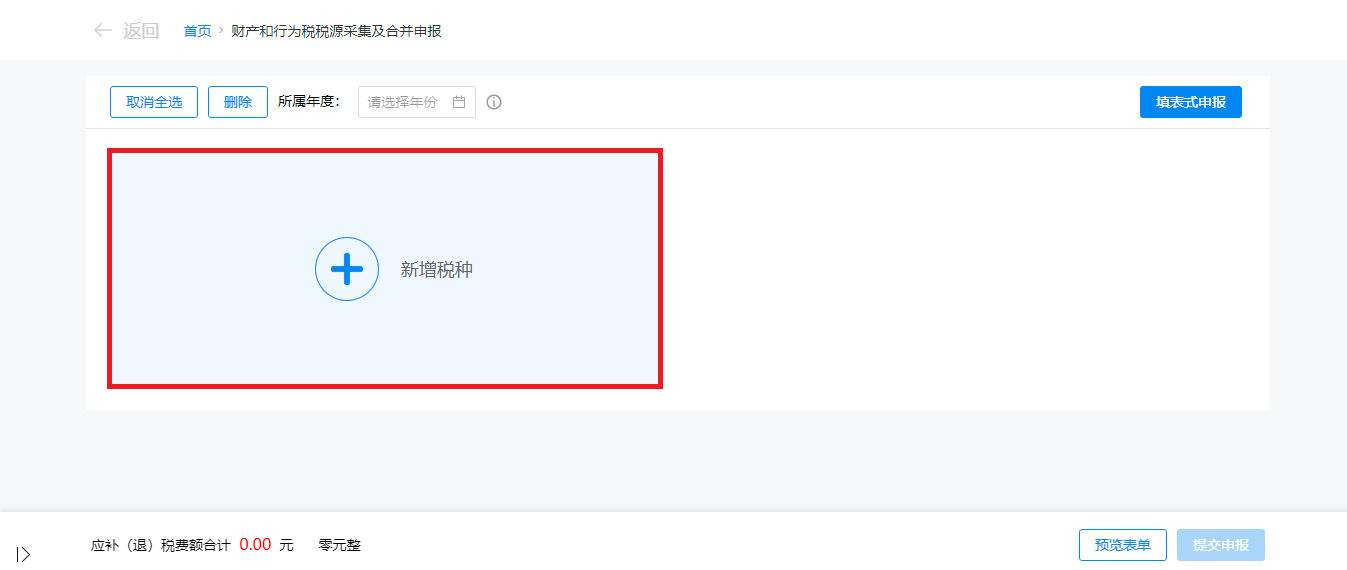 返回 首页 > 财产和行为税税源采集及合并申报
取消全选 删除 所属年度： 请选择年份 填表式申报
新增税种
应补（退）税费额合计 0.00 元 零元整 预览表单 提交申报